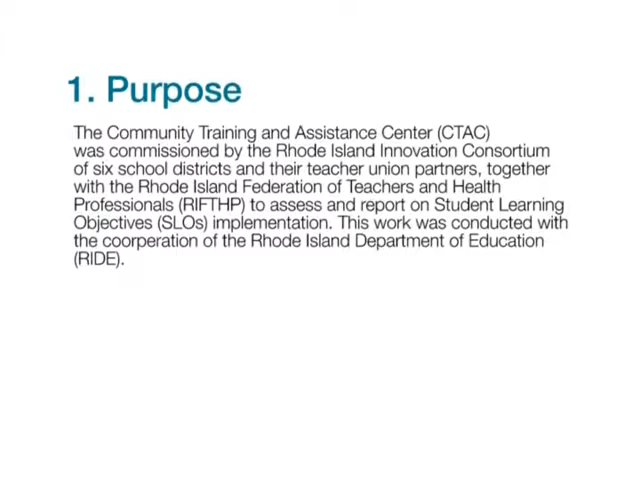 1. Purpose
The Community Training and Assistance Center (CTAC)
was commissioned by the Rhode Island Innovation Consortium
of six school districts and their teacher union partners, together
with the Rhode Island Federation of Teachers and Health
Professionals (RIFTHP) to assess and report on Student Learning
Objectives (SLOs) implementation. This work was conducted with
the coorperation of the Rhode Island Department of Education
(RIDE).